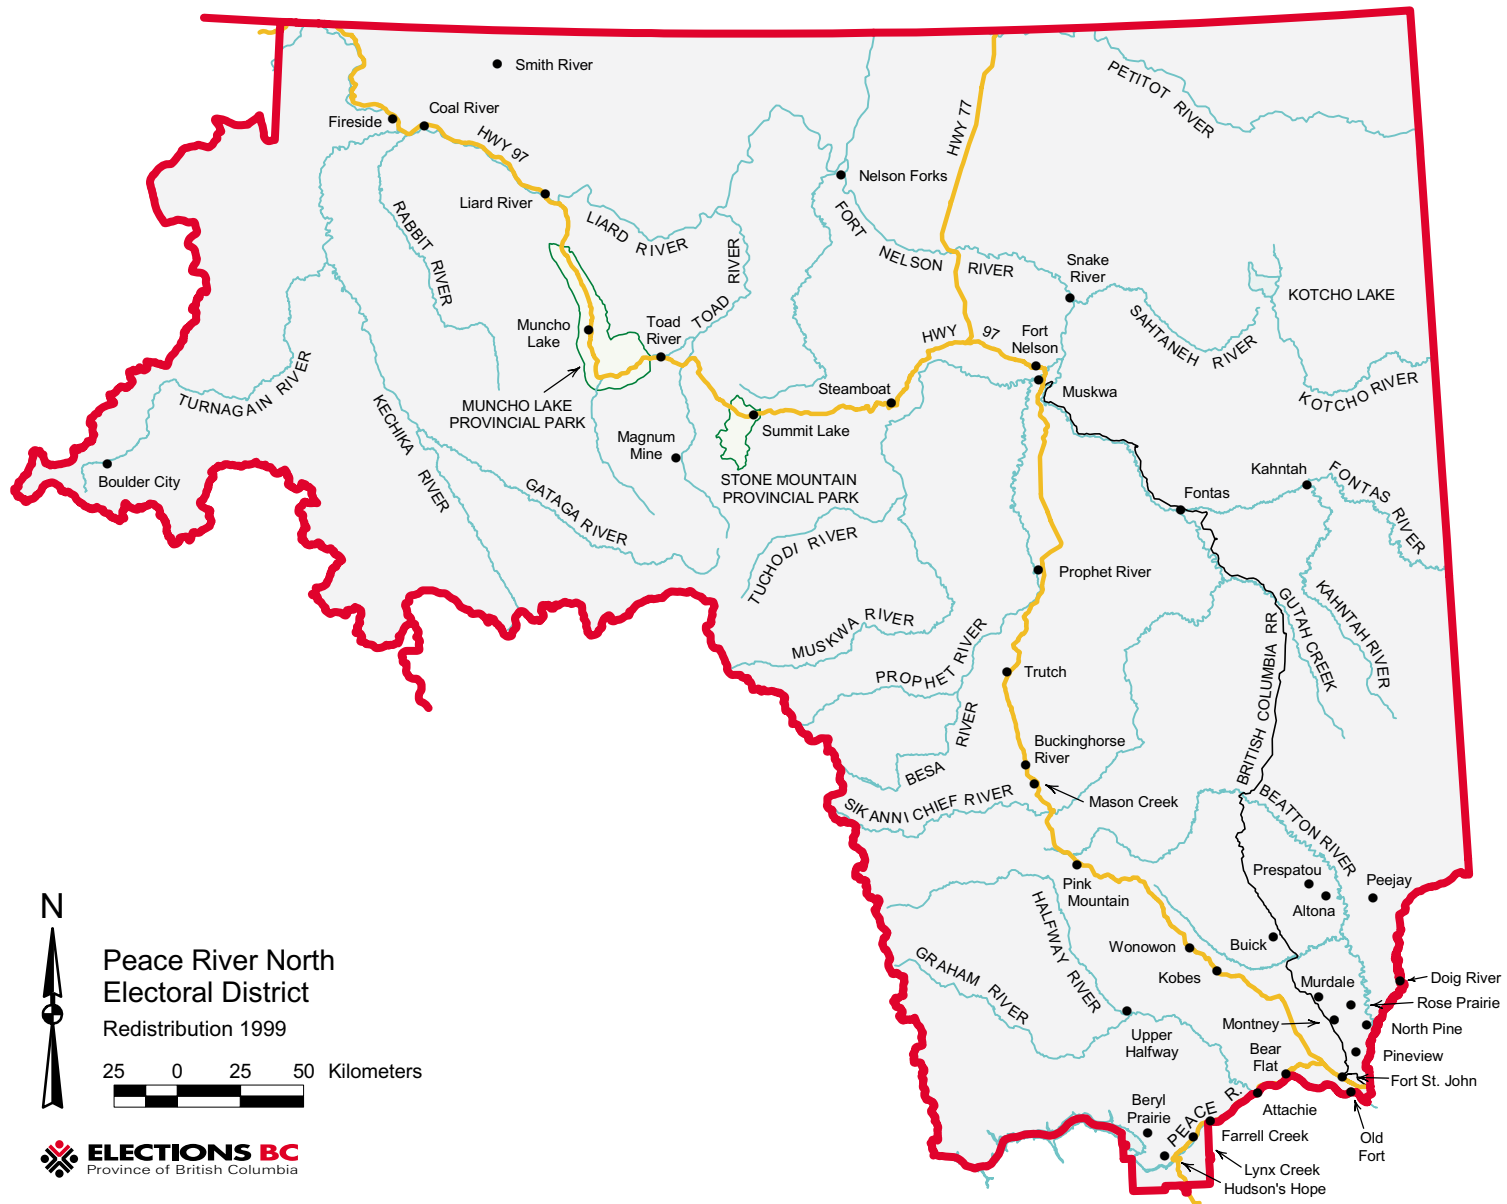 Smith River
PETITOT RIVER
Coal River
Fireside
HWY 97
HWY 77
Nelson Forks
Liard River
RABBIT RIVER
LIARD RIVER
FORT NELSON RIVER
TOAD RIVER
Snake
River
KOTCHO LAKE
SAHTANEH RIVER
Muncho
Lake
Toad
River
HWY 97
Fort
Nelson
Steamboat
Muskwa
KOTCHO RIVER
TURNAGAIN RIVER
KECHIKA RIVER
MUNCHO LAKE
PROVINCIAL PARK
Summit Lake
Magnum
Mine
STONE MOUNTAIN
PROVINCIAL PARK
Boulder City
GATAGA RIVER
Kahntah
FONTAS RIVER
Fontas
TUCHODI RIVER
Prophet River
MUSKWA RIVER
PROPHET RIVER
GUTAH CREEK
KAHNTAH RIVER
BRITISH COLUMBIA RR
Trutch
BESA RIVER
Buckinghorse
River
SIKANNI CHIEF RIVER
Mason Creek
BEATTON RIVER
Pink
Mountain
Prespatou
Peejay
Altona
HALFWAY RIVER
GRAHAM RIVER
Wonowon
Buick
Kobes
Murdale
Doig River
Rose Prairie
Montney
North Pine
Upper
Halfway
Bear
Flat
Pineview
Fort St. John
PEACE R.
Attachie
Beryl
Prairie
Farrell Creek
Old
Fort
Lynx Creek
Hudson's Hope
N
Peace River North
Electoral District
Redistribution 1999
25 0 25 50 Kilometers
ELECTIONS BC
Province of British Columbia